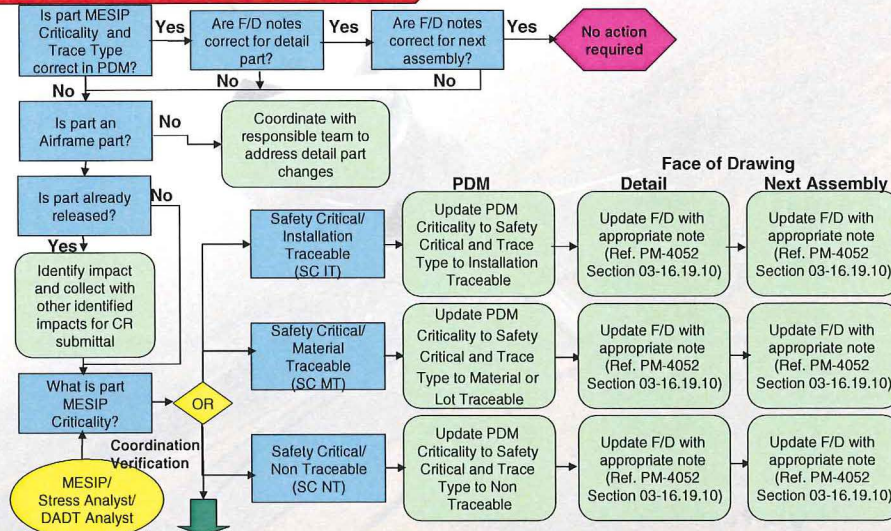 Is part MESIP
Criticality and
Trace Type
correct in PDM?
Yes
Are F/D notes
correct for detail
part?
Yes
Are F/D notes
correct for next
assembly?
Yes
No action
required
No
No
No
Is part an
Airframe part?
No
Coordinate with
responsible team to
address detail part
changes
Is part already
released?
No
Yes
Identify impact
and collect with
other identified
impacts for CR
submittal
What is part
MESIP
Criticality?
OR
Coordination
Verification
MESIP/
Stress Analyst/
DADT Analyst
Face of Drawing
PDM
Detail
Next Assembly
Safety Critical/
Installation
Traceable
(SC IT)
Update PDM
Criticality to Safety
Critical and Trace
Type to Installation
Traceable
Update F/D with
appropriate note
(Ref. PM-4052
Section 03-16.19.10)
Update F/D with
appropriate note
(Ref. PM-4052
Section 03-16.19.10)
Safety Critical/
Material
Traceable
(SC MT)
Update PDM
Criticality to Safety
Critical and Trace
Type to Material or
Lot Traceable
Update F/D with
appropriate note
(Ref. PM-4052
Section 03-16.19.10)
Update F/D with
appropriate note
(Ref. PM-4052
Section 03-16.19.10)
Safety Critical/
Non Traceable
(SC NT)
Update PDM
Criticality to Safety
Critical and Trace
Type to Non
Traceable
Update F/D with
appropriate note
(Ref. PM-4052
Section 03-16.19.10)
Update F/D with
appropriate note
(Ref. PM-4052
Section 03-16.19.10)